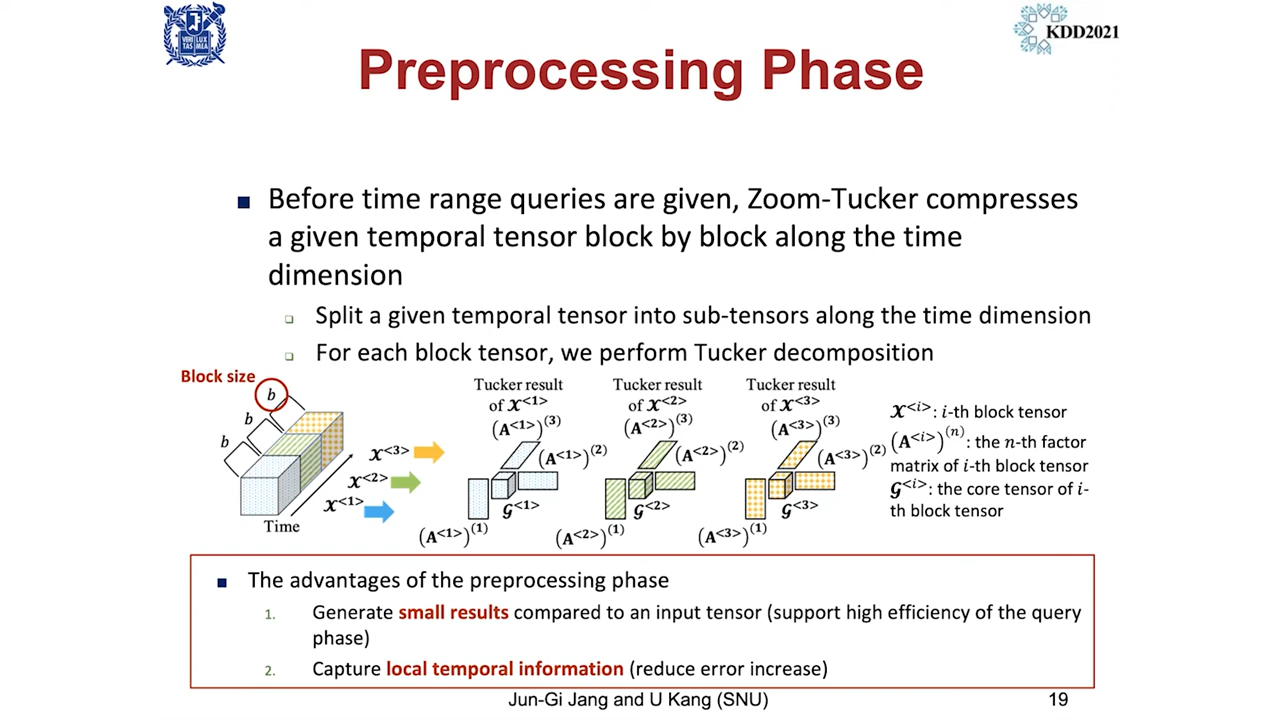 VERI LUX
TAS MEA
KDD2021
Preprocessing Phase
Before time range queries are given, Zoom-Tucker compresses
a given temporal tensor block by block along the time
dimension
Split a given temporal tensor into sub-tensors along the time dimension
For each block tensor, we perform Tucker decomposition
Block size
b
b
b
Time
𝓧<1>
𝓧<2>
𝓧<3>
Tucker result
of 𝓧<1>
(A<1>)(3)
(A<1>)(2)
𝓖<1>
(A<1>)(1)
Tucker result
of 𝓧<2>
(A<2>)(3)
(A<2>)(2)
𝓖<2>
(A<2>)(1)
Tucker result
of 𝓧<3>
(A<3>)(3)
(A<3>)(2)
𝓖<3>
(A<3>)(1)
𝓧<i>: i-th block tensor
(A<i>)(n): the n-th factor
matrix of i-th block tensor
𝓖<i>: the core tensor of i-
th block tensor
The advantages of the preprocessing phase
1. Generate small results compared to an input tensor (support high efficiency of the query
phase)
2. Capture local temporal information (reduce error increase)
Jun-Gi Jang and U Kang (SNU)
19